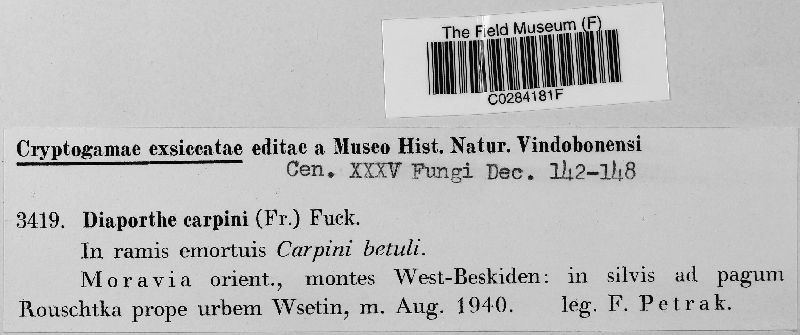 The Field Museum (F)
C0284181F
Cryptogamae exsiccatae editae a Museo Hist. Natur. Vindobonensi
Cen. XXXV Fungi Dec. 142-148
3419. Diaporthe carpini (Fr.) Fuck.
In ramis emortuis Carpini betuli.
Moravia orient., montes West-Beskiden: in silvis ad pagum
Rouschtka prope urbem Wsetin, m. Aug. 1940. leg. F. Petrak.